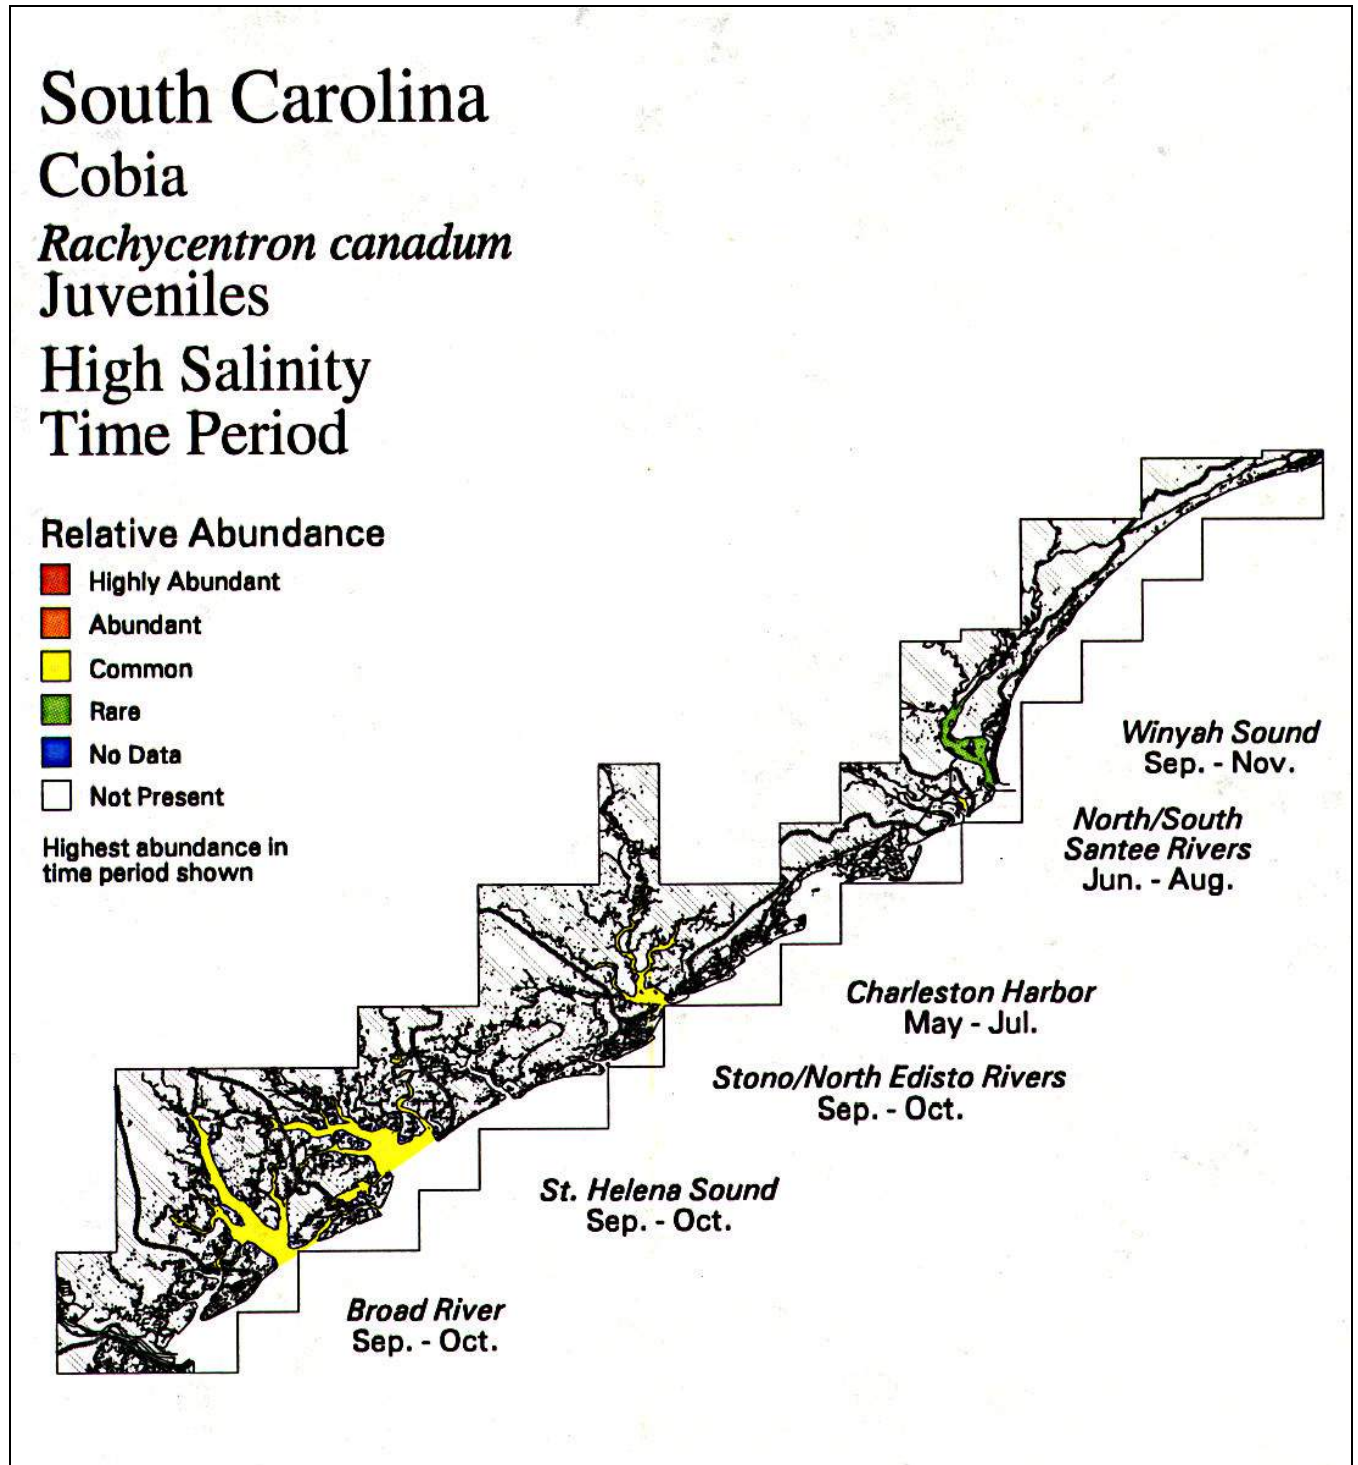 South Carolina
Cobia
Rachycentron canadum
Juveniles
High Salinity
Time Period
Relative Abundance
Highly Abundant
Abundant
Common
Rare
No Data
Not Present
Highest abundance in
time period shown
Winyah Sound
Sep. - Nov.
North/South
Santee Rivers
Jun. - Aug.
Charleston Harbor
May - Jul.
Stono/North Edisto Rivers
Sep. - Oct.
St. Helena Sound
Sep. - Oct.
Broad River
Sep. - Oct.